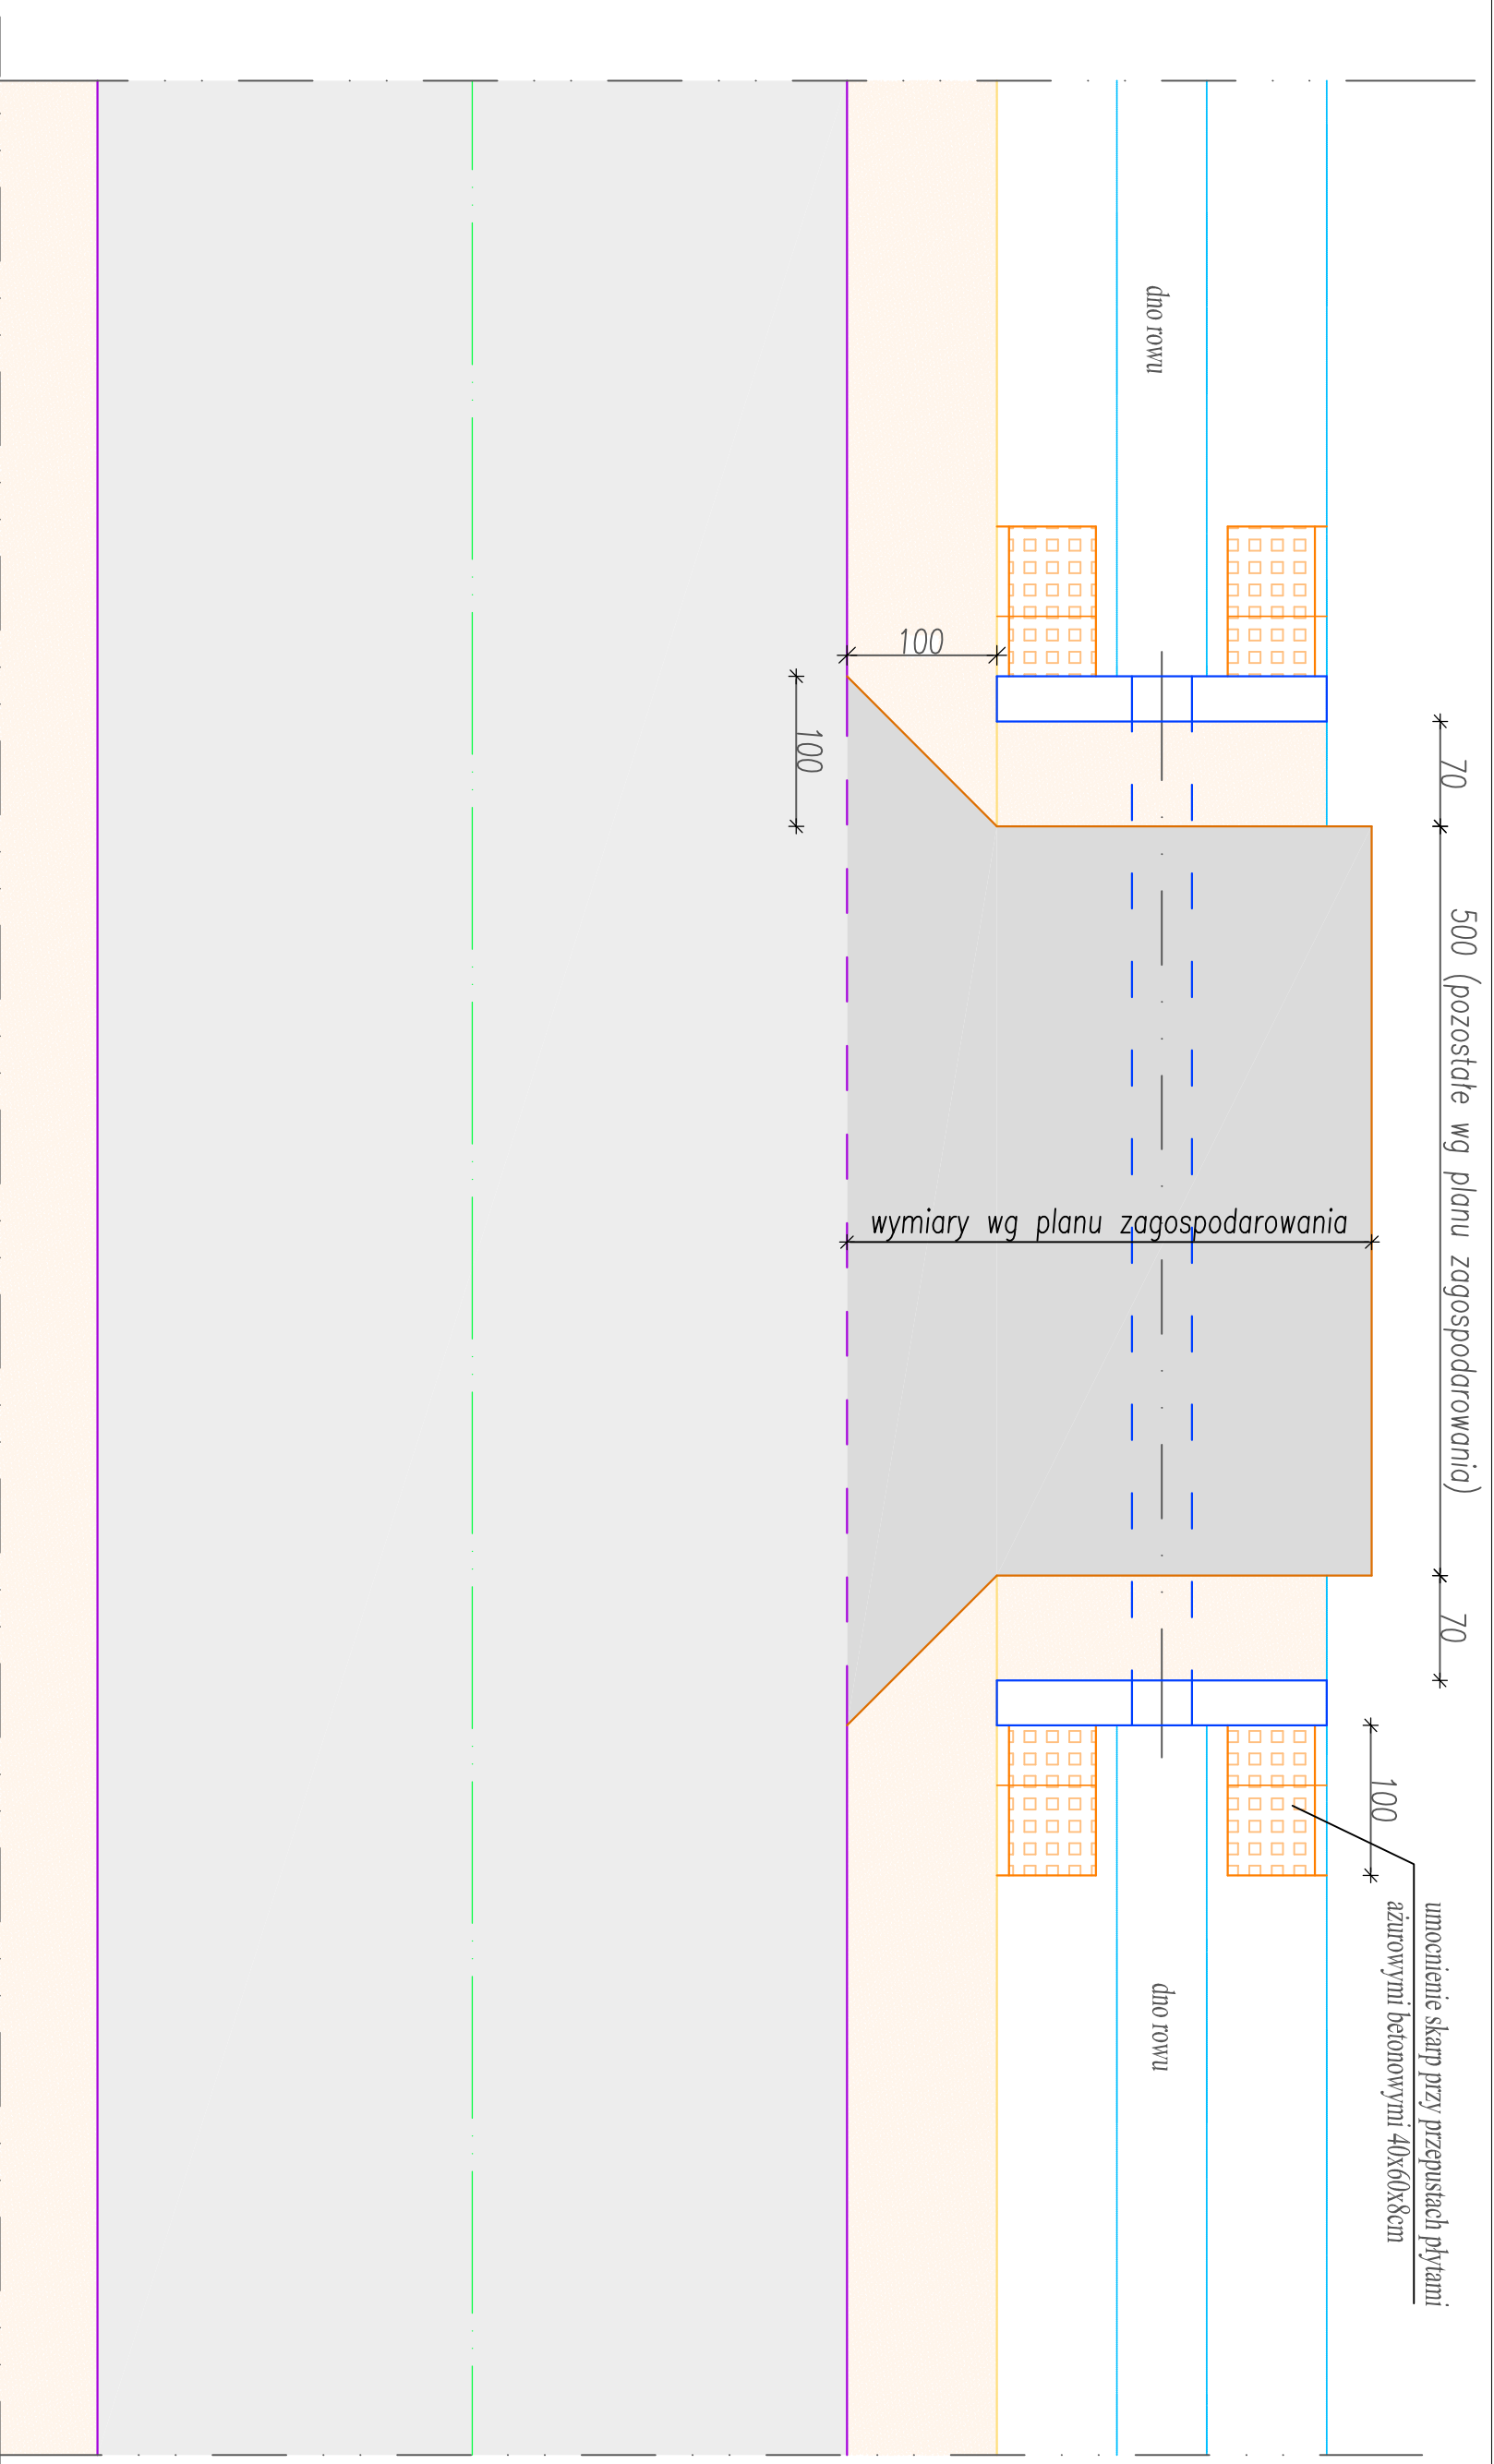 70
500 (pozostałe wg planu zagospodarowania)
70
100
umocnienie skarp przy przepustach płytami
ażurowymi betonowymi 40x60x8cm
dno rowu
dno rowu
wymiary wg planu zagospodarowania
100
100